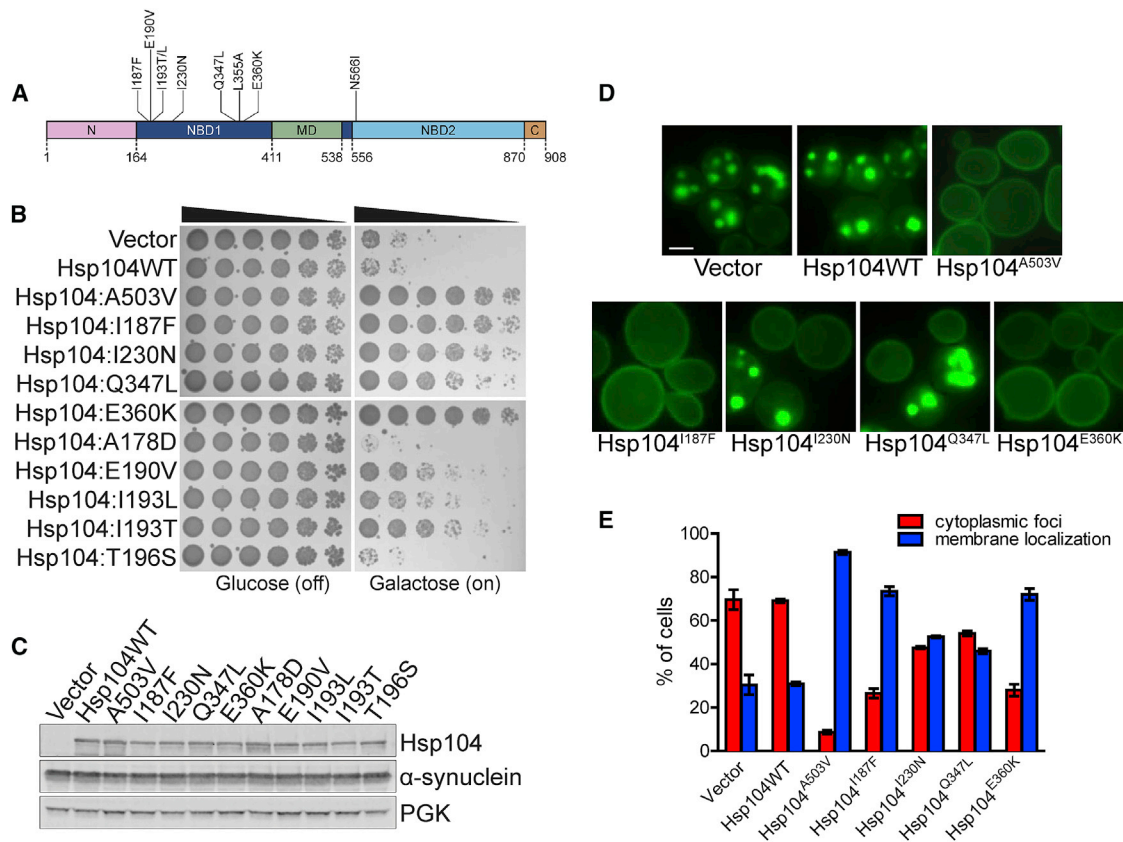 A
I187F
E190V
I193T/L
I230N
Q347L
L355A
E360K
N566I
N NBD1 MD NBD2 C
1 164 411 538 556 870 908
B
Vector
Hsp104WT
Hsp104:A503V
Hsp104:I187F
Hsp104:I230N
Hsp104:Q347L
Hsp104:E360K
Hsp104:A178D
Hsp104:E190V
Hsp104:I193L
Hsp104:I193T
Hsp104:T196S
Glucose (off) Galactose (on)
C
Vector
Hsp104WT
A503V
I187F
I230N
Q347L
E360K
A178D
E190V
I193L
I193T
T196S
Hsp104
α-synuclein
PGK
D
Vector Hsp104WT Hsp104A503V
Hsp104I187F Hsp104I230N Hsp104Q347L Hsp104E360K
E
cytoplasmic foci
membrane localization
% of cells
100
80
60
40
20
0
Vector
Hsp104WT
Hsp104A503V
Hsp104I187F
Hsp104I230N
Hsp104Q347L
Hsp104E360K